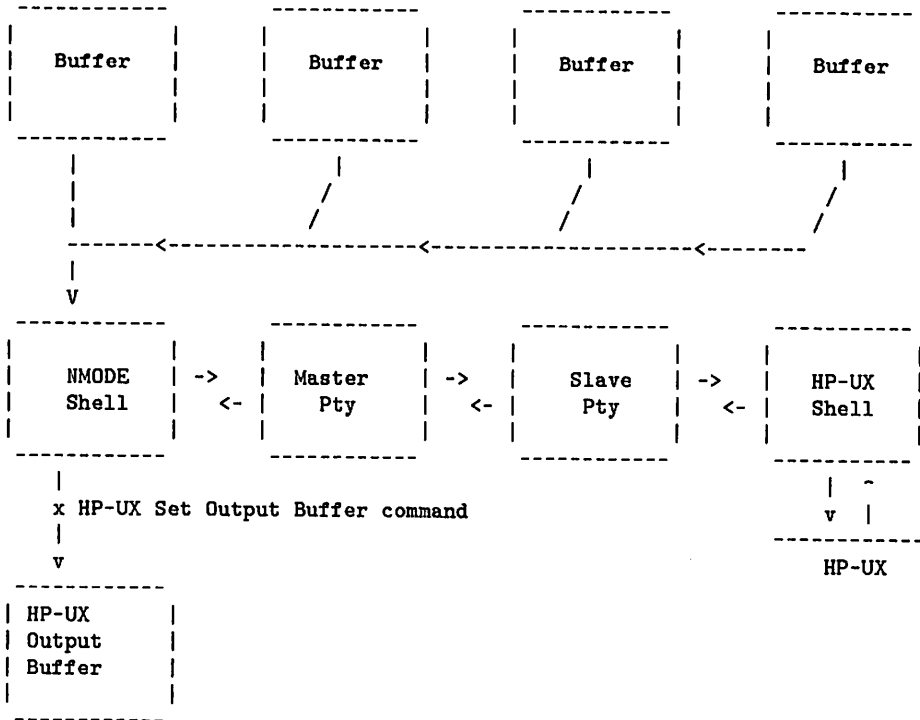 Buffer Buffer Buffer Buffer
NMODE Master Slave HP-UX
Shell Pty Pty Shell
x HP-UX Set Output Buffer command
HP-UX
HP-UX
Output
Buffer